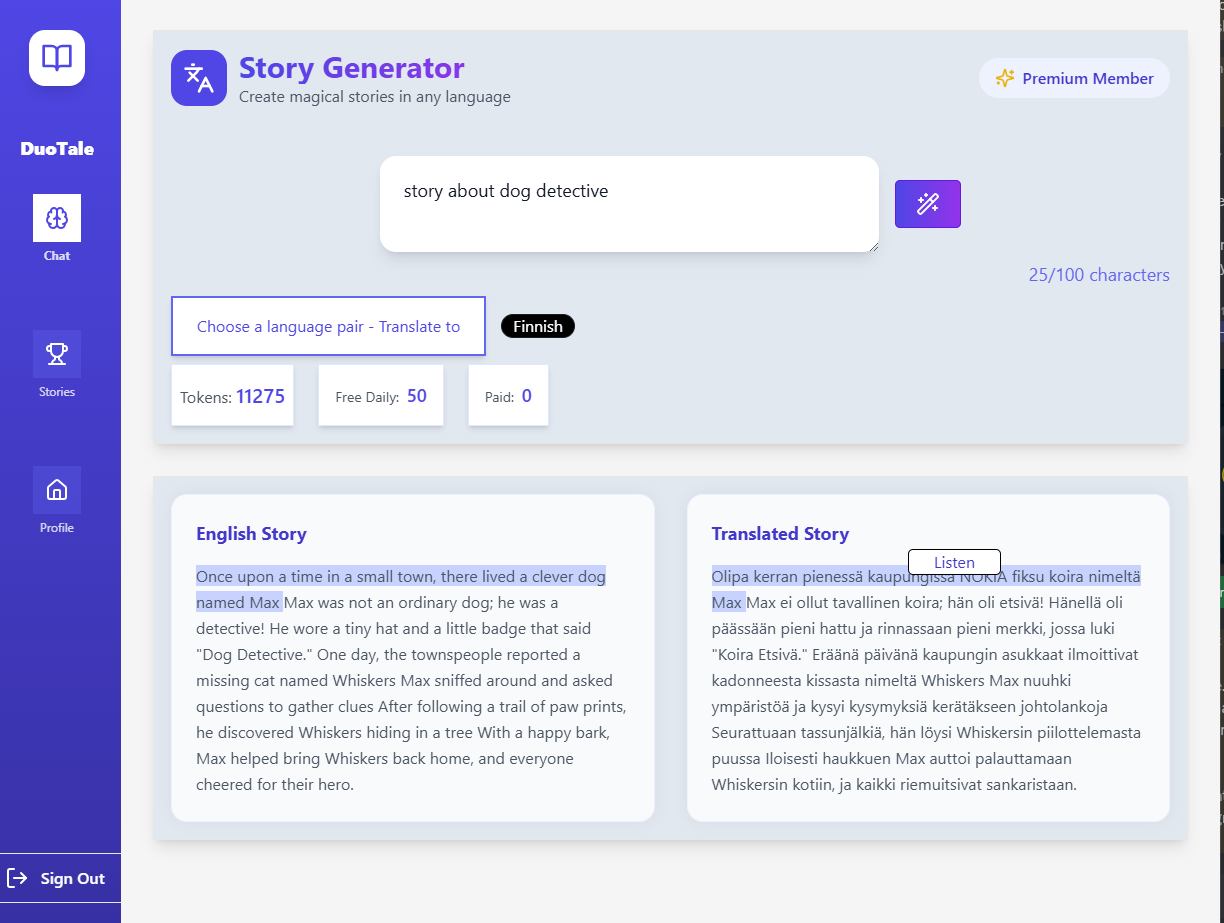 DuoTale
Chat
Stories
Profile
Sign Out
Story Generator
Create magical stories in any language
Premium Member
story about dog detective
25/100 characters
Choose a language pair - Translate to
Finnish
Tokens: 11275
Free Daily: 50
Paid: 0
English Story
Once upon a time in a small town, there lived a clever dog
named Max Max was not an ordinary dog; he was a
detective! He wore a tiny hat and a little badge that said
"Dog Detective." One day, the townspeople reported a
missing cat named Whiskers Max sniffed around and asked
questions to gather clues After following a trail of paw prints,
he discovered Whiskers hiding in a tree With a happy bark,
Max helped bring Whiskers back home, and everyone
cheered for their hero.
Translated Story
Listen
Olipa kerran pienessä kaupungissa NOKIA fiksu koira nimeltä
Max Max ei ollut tavallinen koira; hän oli etsivä! Hänellä oli
päässään pieni hattu ja rinnassaan pieni merkki, jossa luki
"Koira Etsivä." Eräänä päivänä kaupungin asukkaat ilmoittivat
kadonneesta kissasta nimeltä Whiskers Max nuuhki
ympäristöä ja kysyi kysymyksiä kerätäkseen johtolankoja
Seurattuaan tassunjälkiä, hän löysi Whiskersin piilottelemasta
puussa Iloisesti haukkuen Max auttoi palauttamaan
Whiskersin kotiin, ja kaikki riemuitsivat sankaristaan.